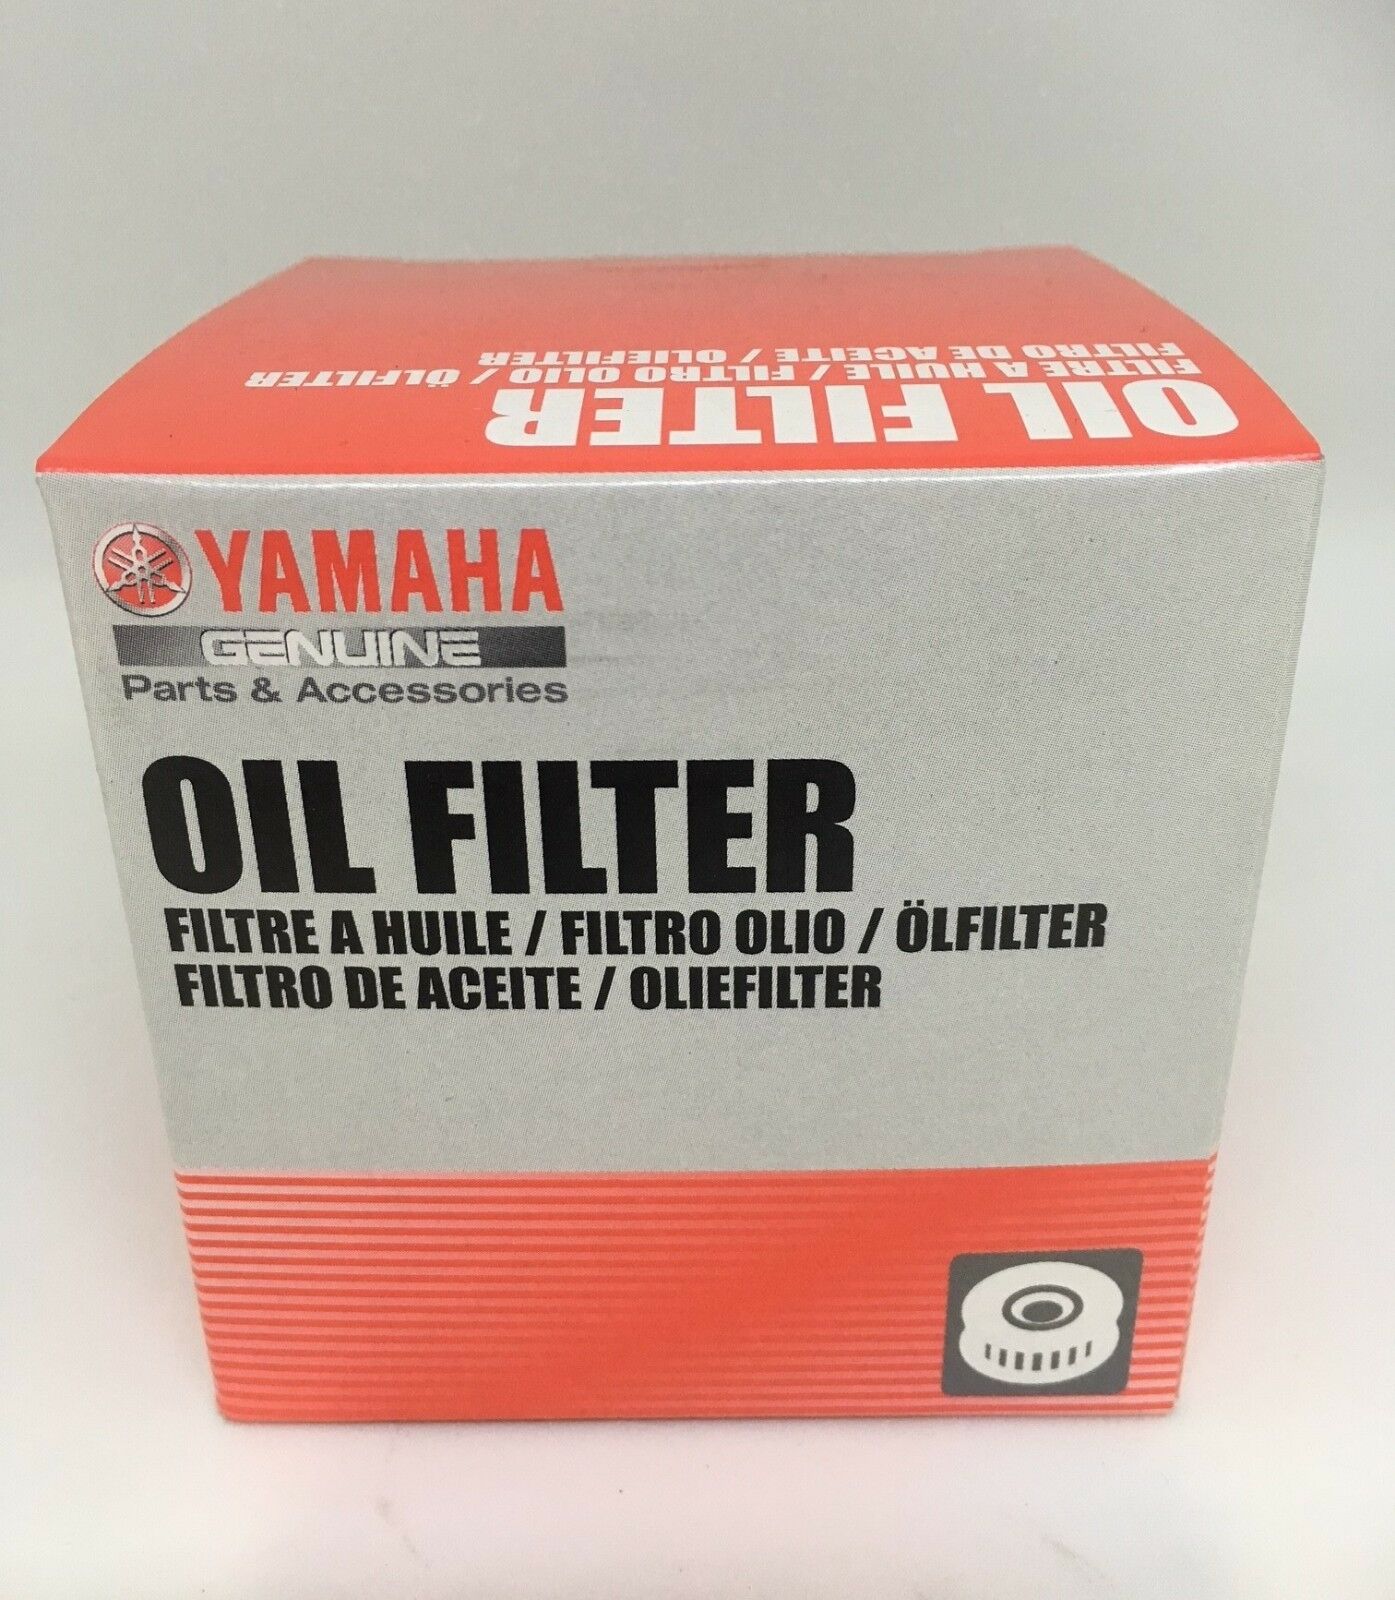 OIL FILTER
FILTRE A HUILE / FILTRO OLIO / ÖLFILTER
FILTRO DE ACEITE / OLIEFILTER
YAMAHA
GENUINE
Parts & Accessories
OIL FILTER
FILTRE A HUILE / FILTRO OLIO / ÖLFILTER
FILTRO DE ACEITE / OLIEFILTER